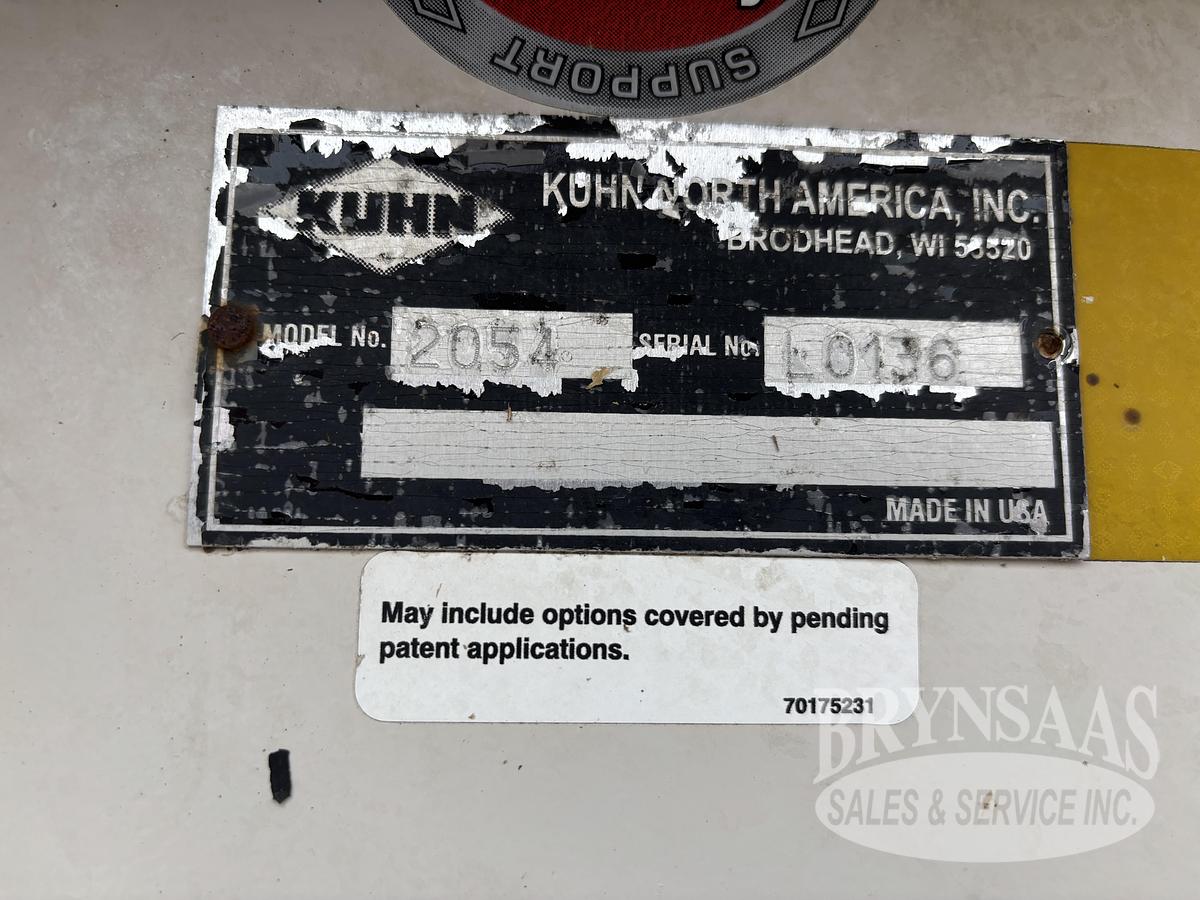 SUPPORT
KUHN
KUHN NORTH AMERICA, INC.
BRODHEAD, WI 53520
MODEL No. 2054
SERIAL No. L0136
MADE IN USA
May include options covered by pending
patent applications.
70175231
BRYNSAAS
SALES & SERVICE INC.